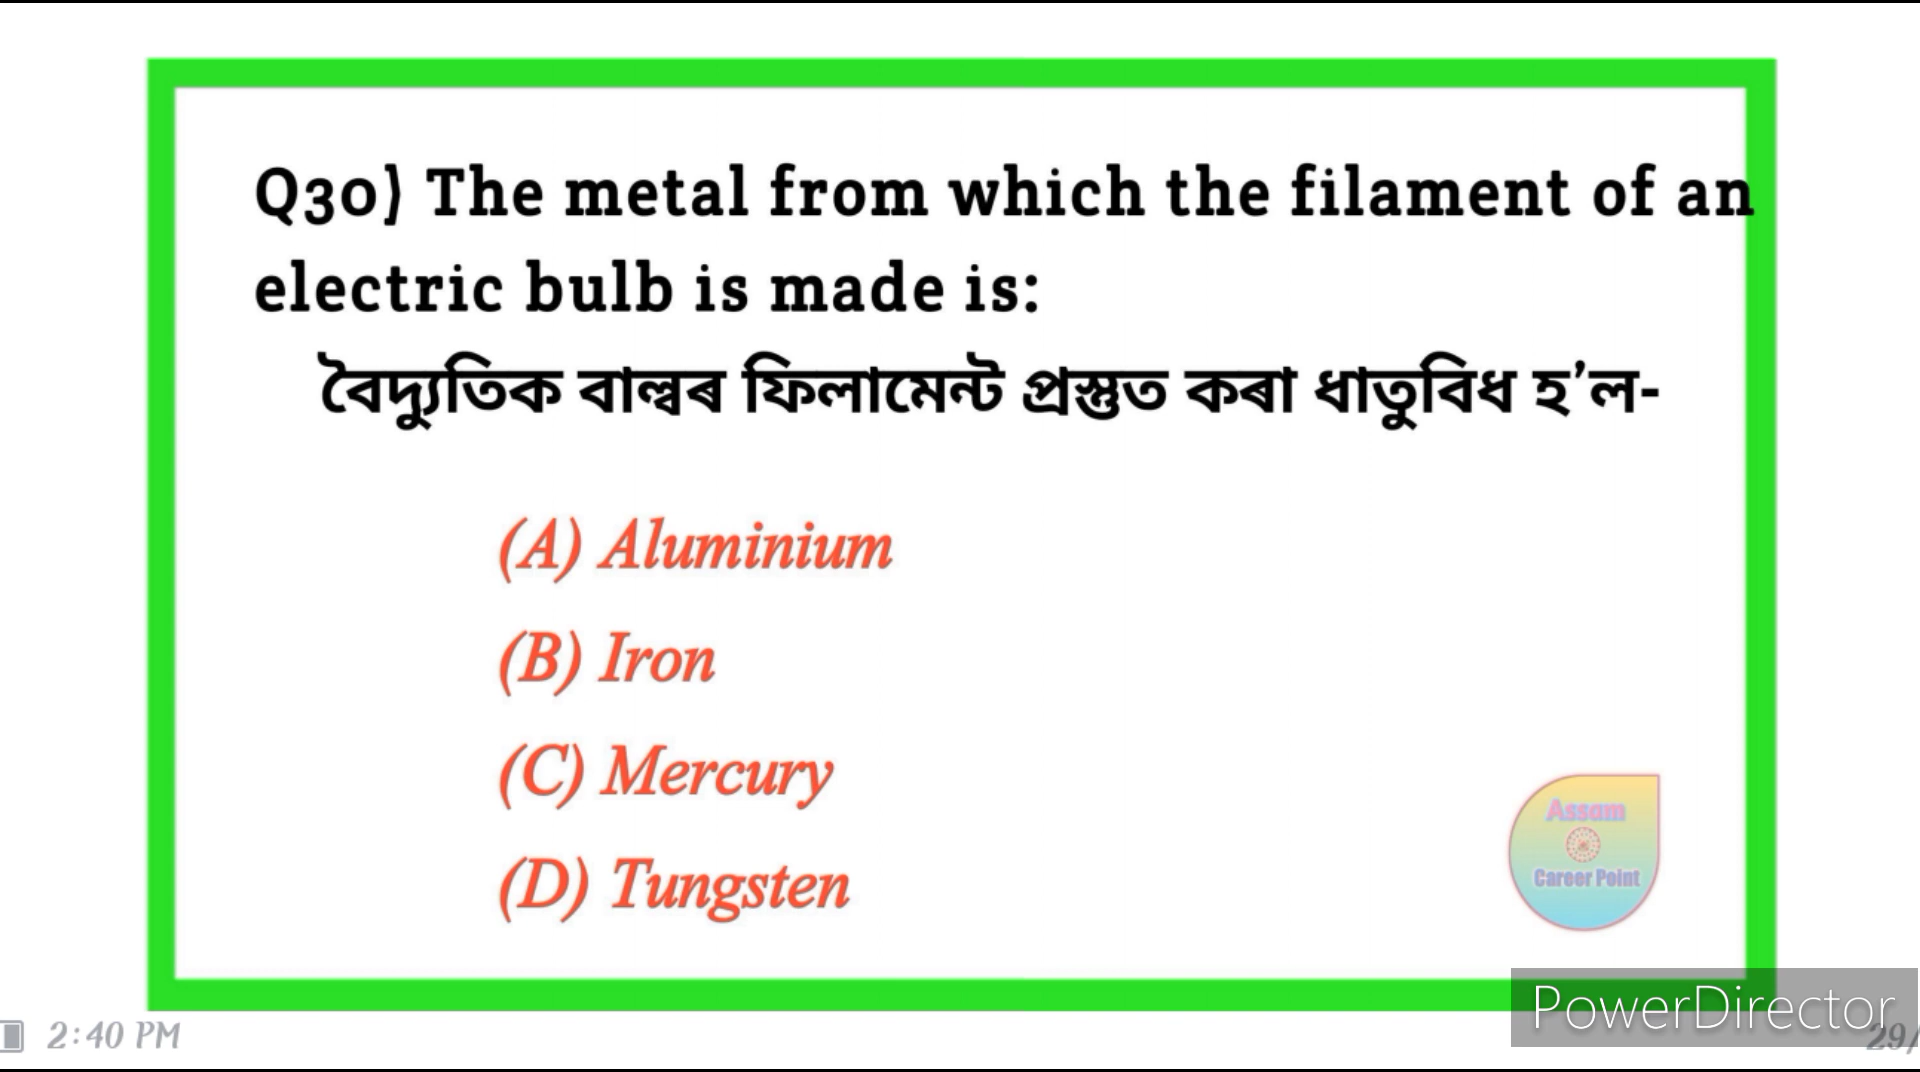 Q30) The metal from which the filament of an
electric bulb is made is:
বৈদ্যুতিক বাল্বৰ ফিলামেন্ট প্ৰস্তুত কৰা ধাতুবিধ হ’ল-
(A) Aluminium
(B) Iron
(C) Mercury
(D) Tungsten
Assam
Career Point
PowerDirector
2:40 PM
29/